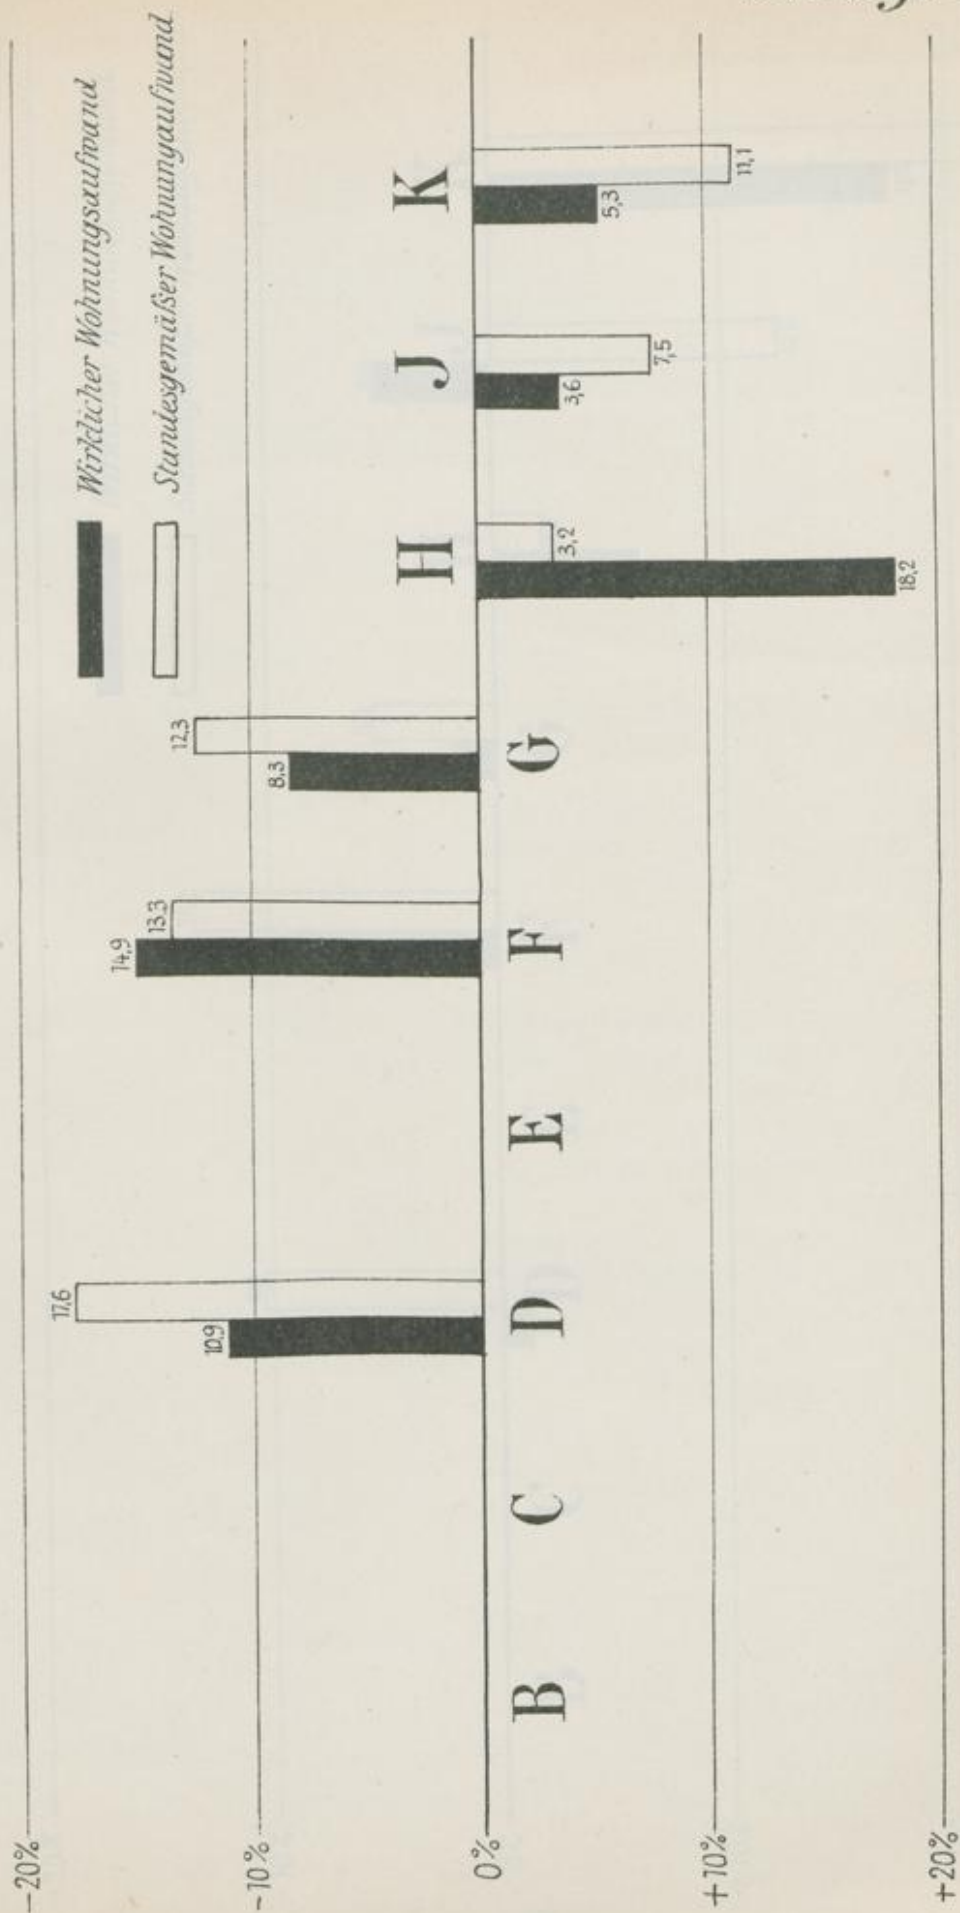 Wirklicher Wohnungsaufwand
Standesgemäßer Wohnungaufwand
−20%
−10%
0%
+10%
+20%
B
C
D
10,9
17,6
E
F
14,9
13,3
G
8,3
12,3
H
18,2
3,2
J
3,6
7,5
K
5,3
11,1